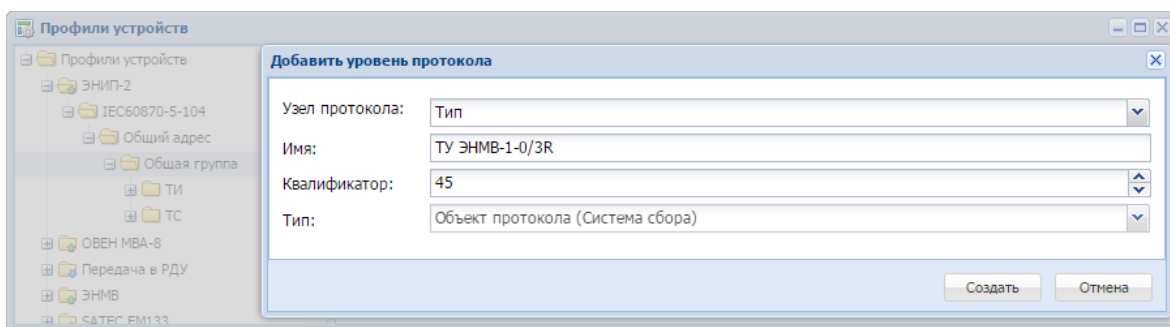 Профили устройств
Профили устройств
ЭНИП-2
IEC60870-5-104
Общий адрес
Общая группа
ТИ
ТС
ОВЕН МВА-8
Передача в РДУ
ЭНМВ
SATEC EM133
Добавить уровень протокола
Узел протокола: Тип
Имя: ТУ ЭНМВ-1-0/3R
Квалификатор: 45
Тип: Объект протокола (Система сбора)
Создать Отмена